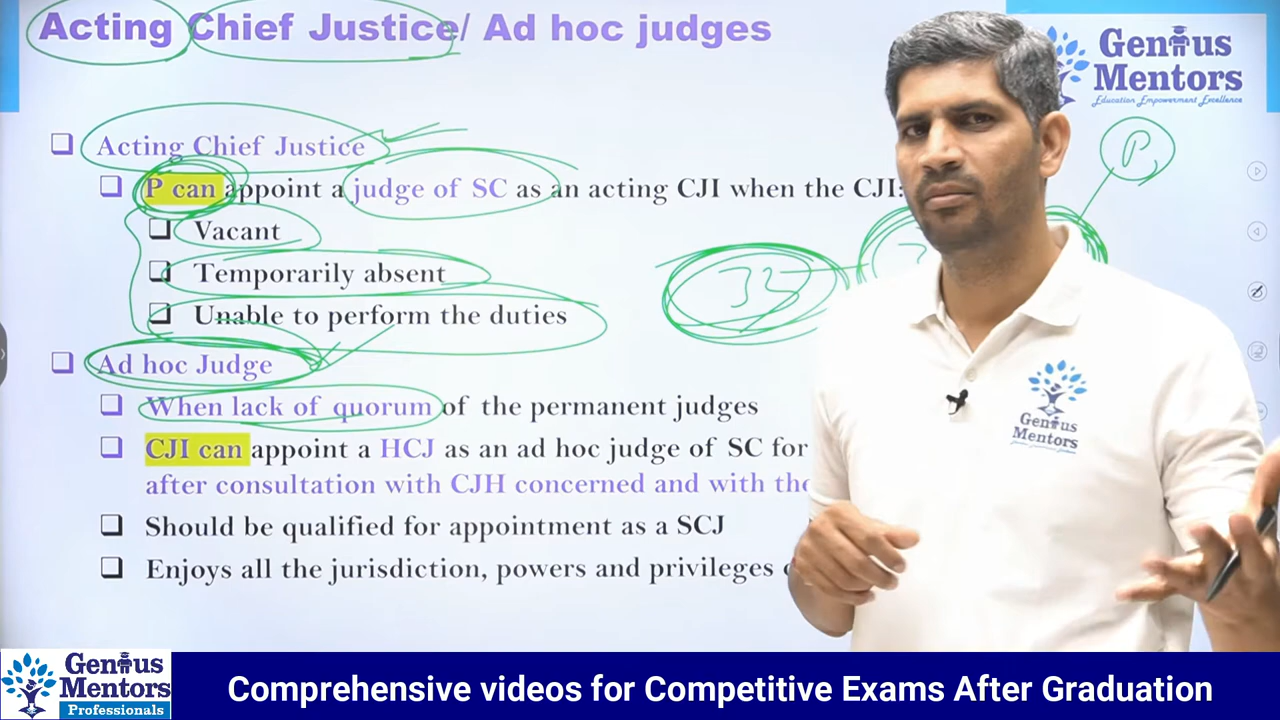 Acting Chief Justice/ Ad hoc judges
Genius
Mentors
Education Empowerment Excellence
Acting Chief Justice
P can appoint a judge of SC as an acting CJI when the CJI:
P,
Vacant
Temporarily absent
Unable to perform the duties
Ad hoc Judge
When lack of quorum of the permanent judges
CJI can appoint a HCJ as an ad hoc judge of SC for
after consultation with CJH concerned and with the
Should be qualified for appointment as a SCJ
Enjoys all the jurisdiction, powers and privileges
Genius
Mentors
Genius
Mentors
Professionals
Comprehensive videos for Competitive Exams After Graduation